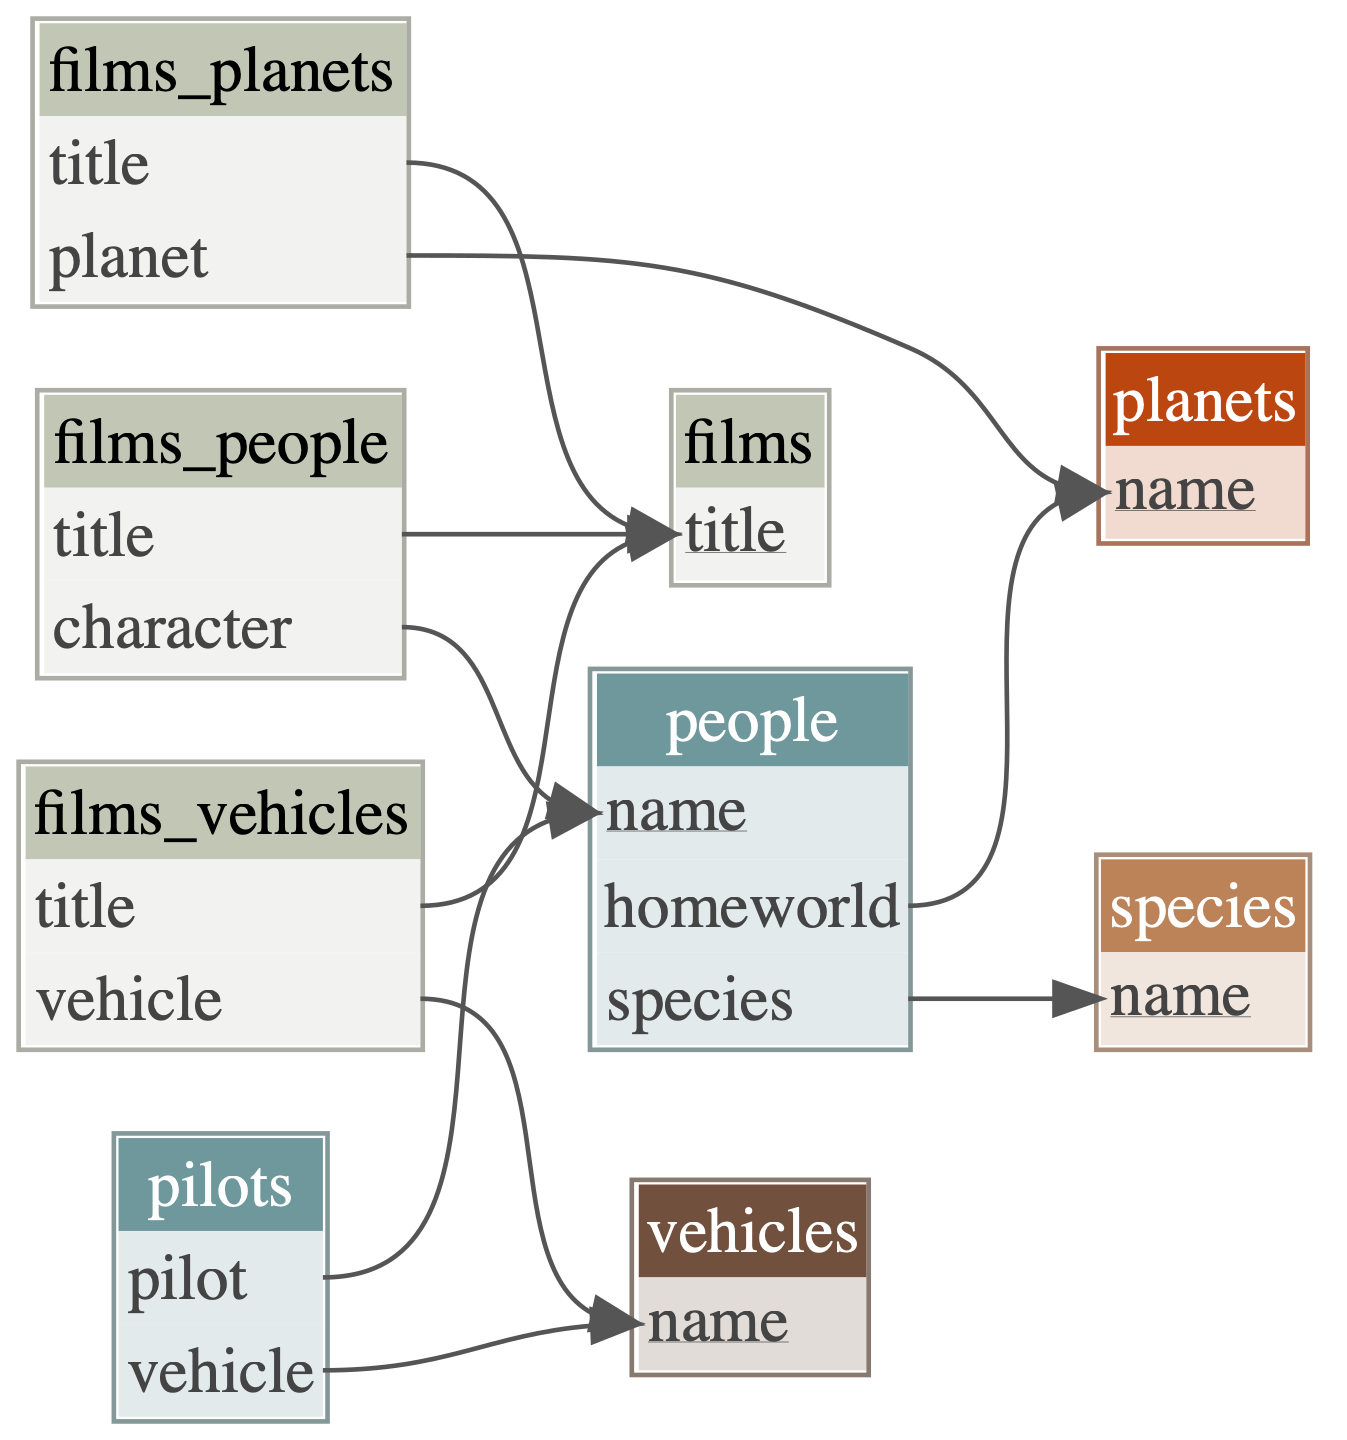 films_planets
title
planet
films_people
title
character
films_vehicles
title
vehicle
pilots
pilot
vehicle
films
title
people
name
homeworld
species
vehicles
name
planets
name
species
name